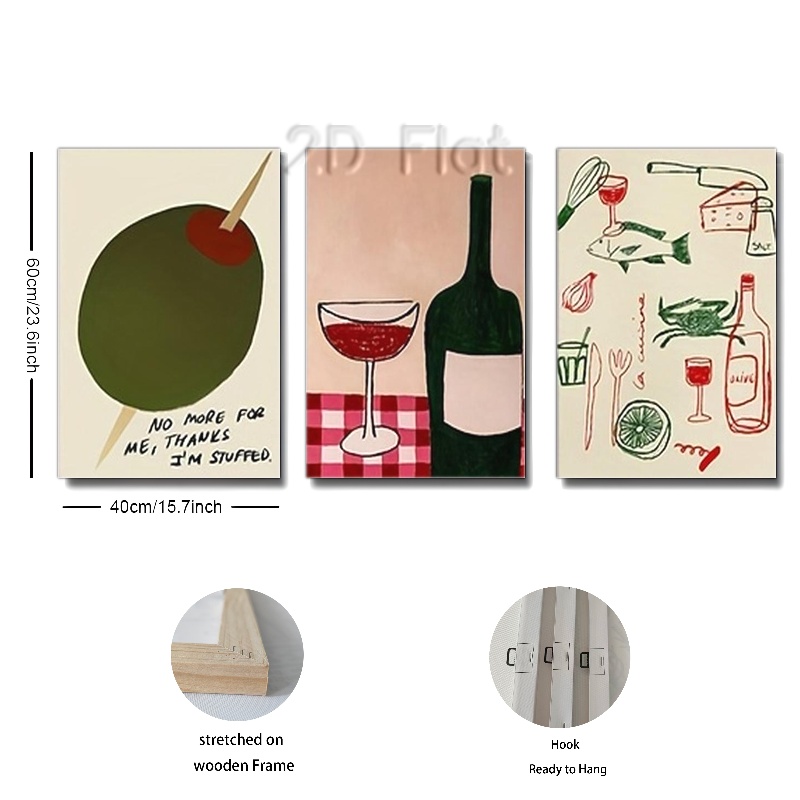 2D Flat
60cm/23.6inch
NO MORE FOR
ME, THANKS
I'M STUFFED.
SALT
la cuisine
OLIVE
40cm/15.7inch
stretched on
wooden Frame
Hook
Ready to Hang